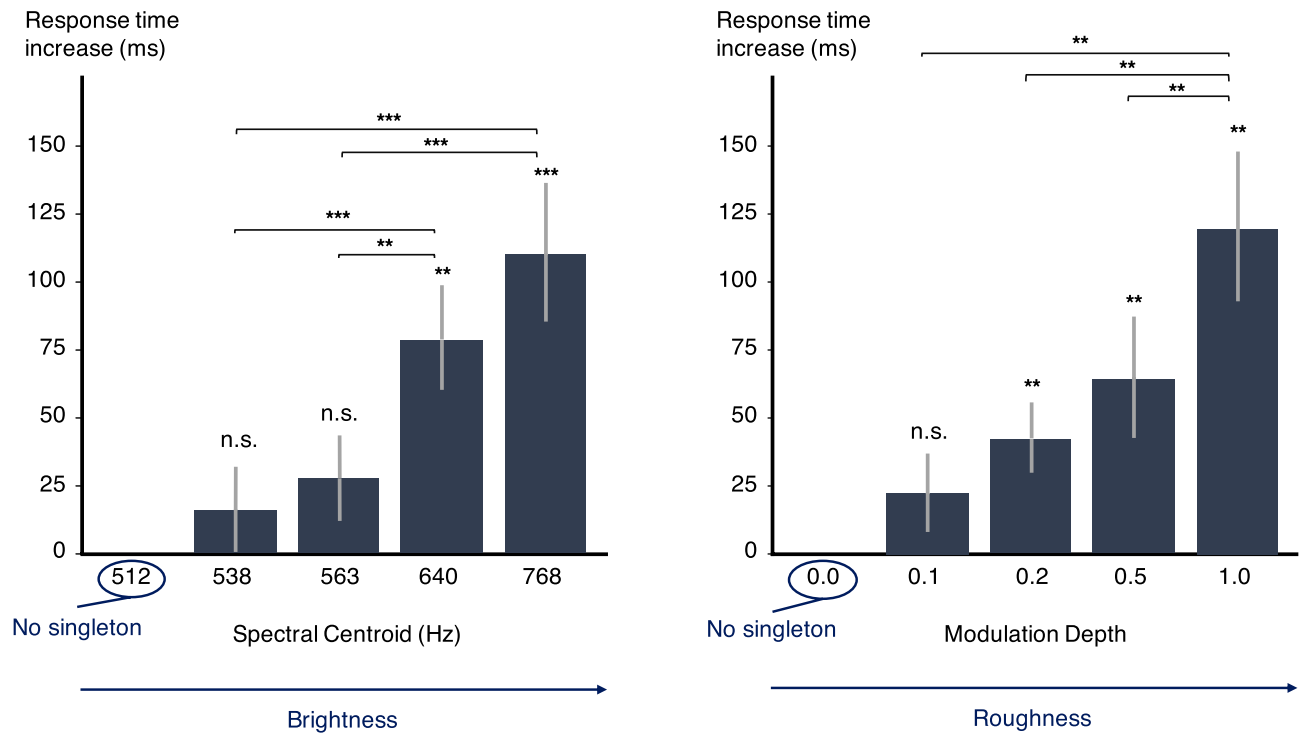 Response time
increase (ms)
***
***
***
***
**
**
n.s.
n.s.
150
125
100
75
50
25
0
512
538
563
640
768
No singleton
Spectral Centroid (Hz)
Brightness
Response time
increase (ms)
**
**
**
**
**
**
n.s.
150
125
100
75
50
25
0
0.0
0.1
0.2
0.5
1.0
No singleton
Modulation Depth
Roughness